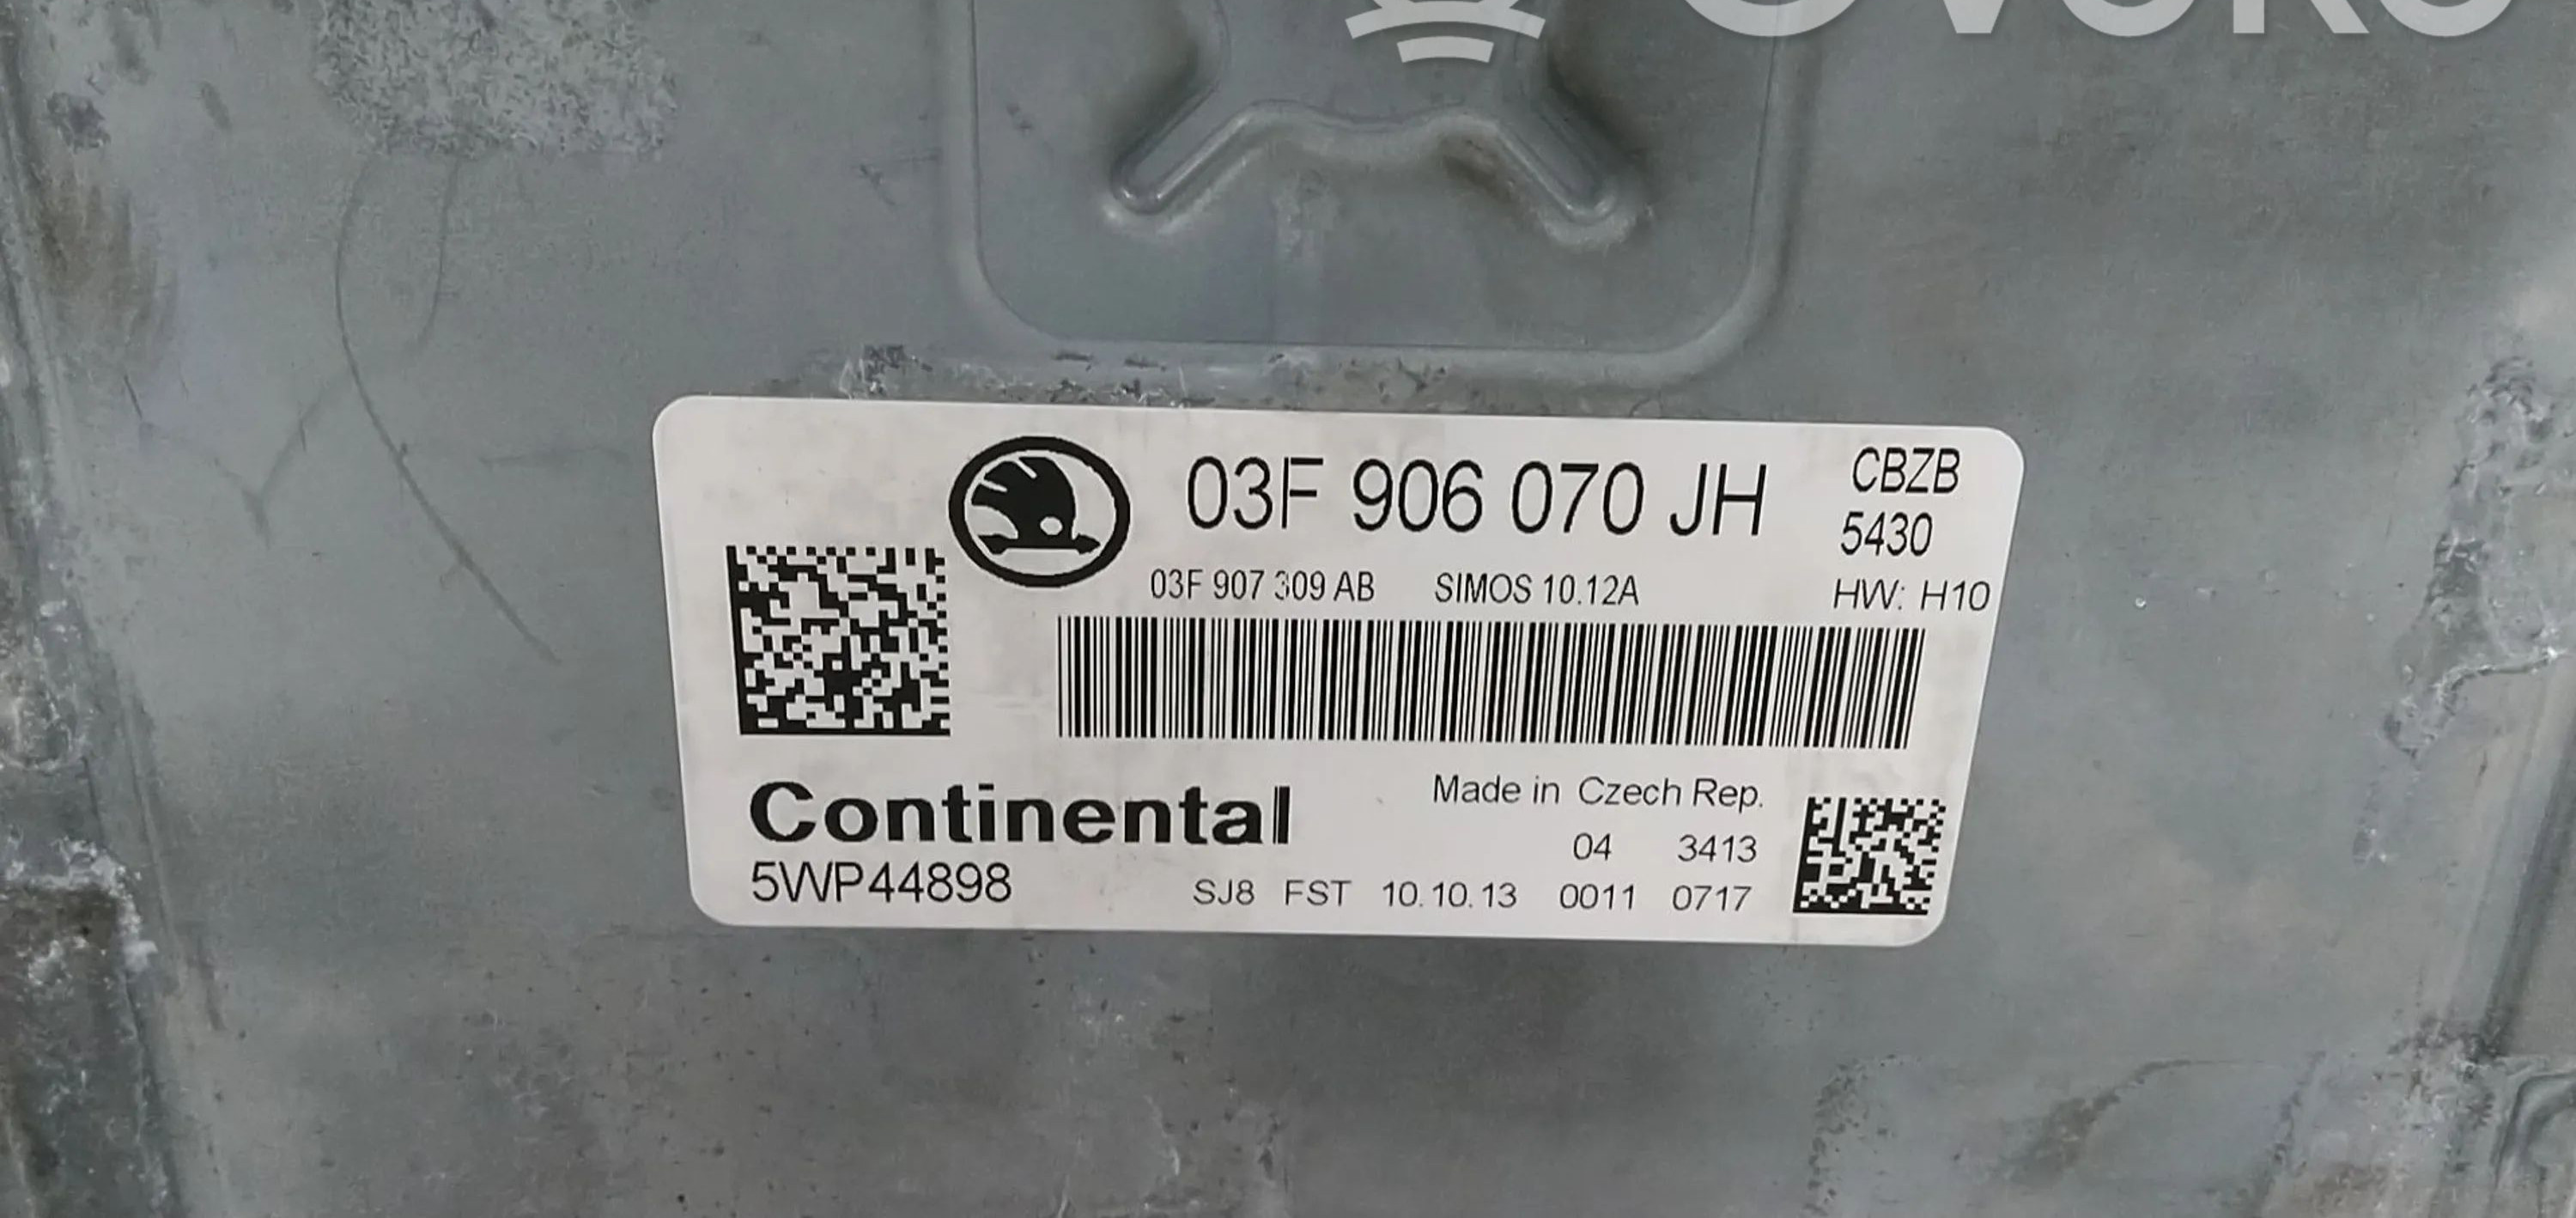 03F 906 070 JH
CBZB
5430
03F 907 309 AB SIMOS 10.12A
HW: H10
Continental
5WP44898
Made in Czech Rep.
04 3413
SJ8 FST 10.10.13 0011 0717